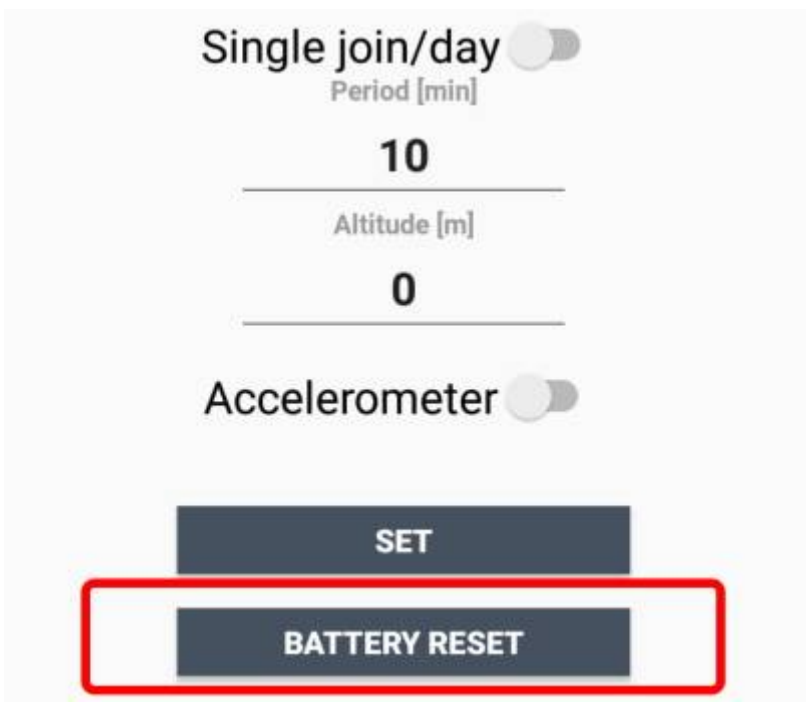 Single join/day
Period [min]
10
Altitude [m]
0
Accelerometer
SET
BATTERY RESET